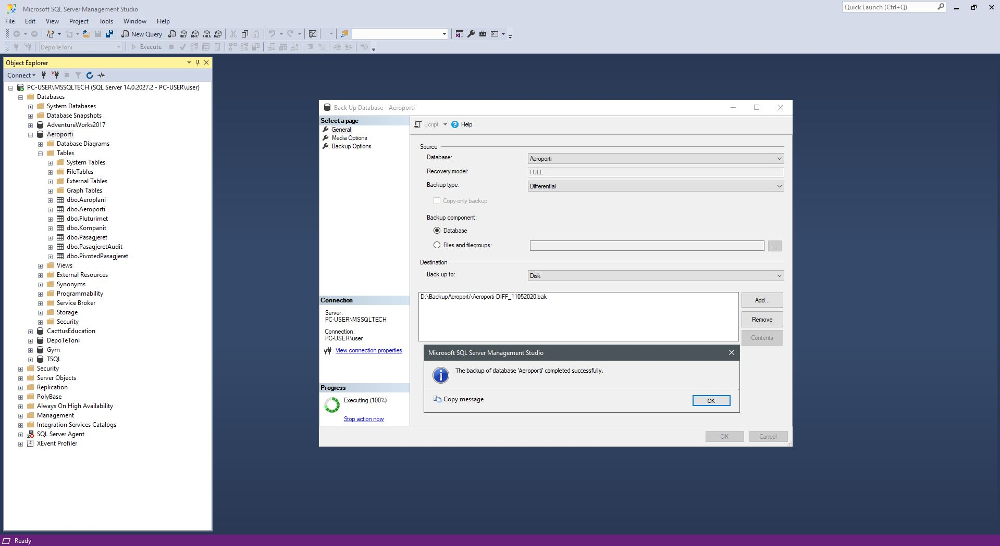 Microsoft SQL Server Management Studio
Quick Launch (Ctrl+Q)
File Edit View Project Tools Window Help
New Query MDX DMX XMLA DAX
DepoTeToni Execute
Object Explorer
Connect
PC-USER\MSSQLTECH (SQL Server 14.0.2027.2 - PC-USER\user)
Databases
System Databases
Database Snapshots
AdventureWorks2017
Aeroporti
Database Diagrams
Tables
System Tables
FileTables
External Tables
Graph Tables
dbo.Aeroplani
dbo.Aeroporti
dbo.Fluturimet
dbo.Kompanit
dbo.Pasagjeret
dbo.PasagjeretAudit
dbo.PivotedPasagjeret
Views
External Resources
Synonyms
Programmability
Service Broker
Storage
Security
CacttusEducation
DepoTeToni
Gym
TSQL
Security
Server Objects
Replication
PolyBase
Always On High Availability
Management
Integration Services Catalogs
SQL Server Agent
XEvent Profiler
Back Up Database - Aeroporti
Select a page
General
Media Options
Backup Options
Connection
Server:
PC-USER\MSSQLTECH
Connection:
PC-USER\user
View connection properties
Progress
Executing (100%)
Stop action now
Script Help
Source
Database: Aeroporti
Recovery model: FULL
Backup type: Differential
Copy-only backup
Backup component:
Database
Files and filegroups: ...
Destination
Back up to: Disk
D:\BackupAeroporti\Aeroporti-DIFF_11052020.bak
Add...
Remove
Contents
Microsoft SQL Server Management Studio
The backup of database 'Aeroporti' completed successfully.
Copy message OK
OK Cancel
Ready